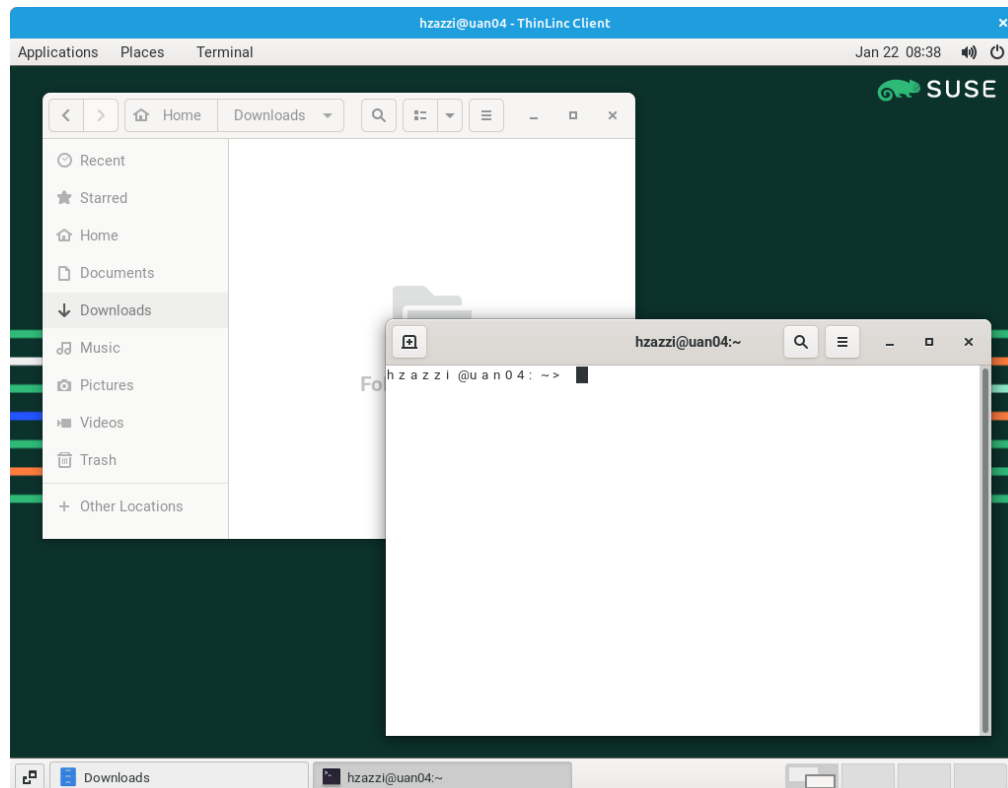 hzazzi@uan04 - ThinLinc Client
Applications Places Terminal Jan 22 08:38
SUSE
Home Downloads
Recent
Starred
Home
Documents
Downloads
Music
Pictures
Videos
Trash
Other Locations
Fo
hzazzi@uan04:~
hzazzi@uan04:~>
Downloads
hzazzi@uan04:~